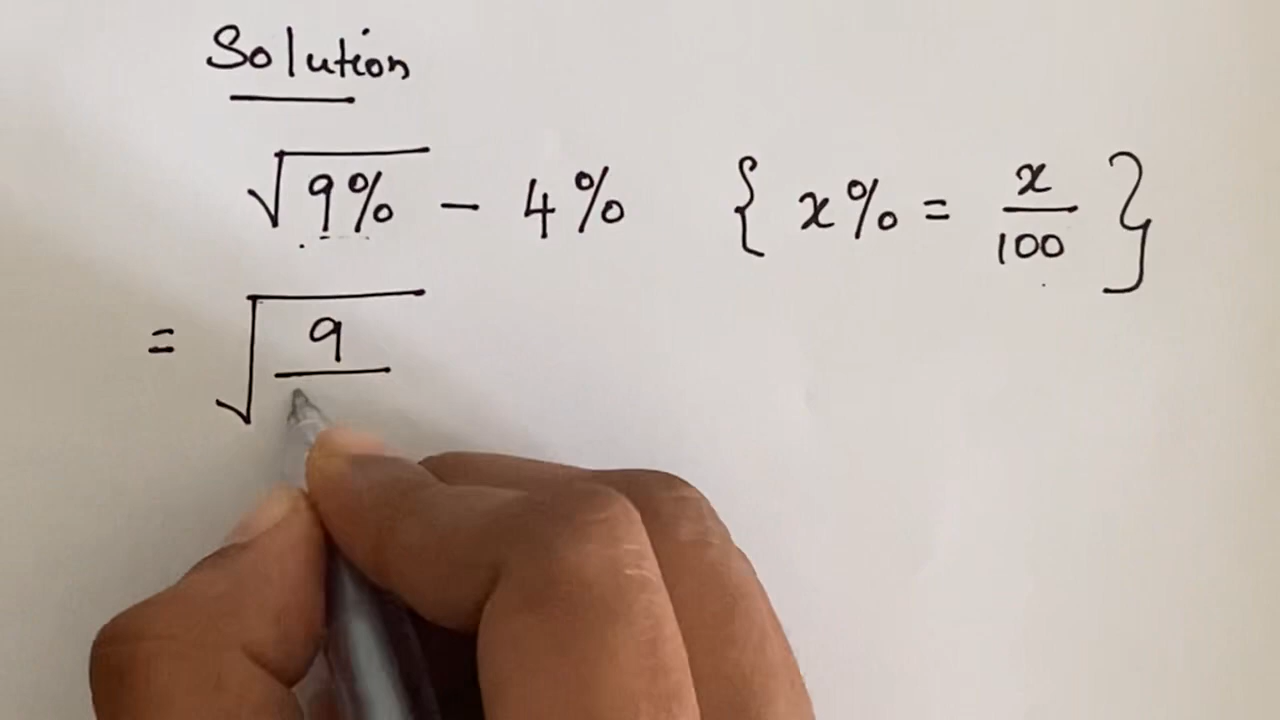 Solution
√9% - 4% { x% = x/100 }
= √9/